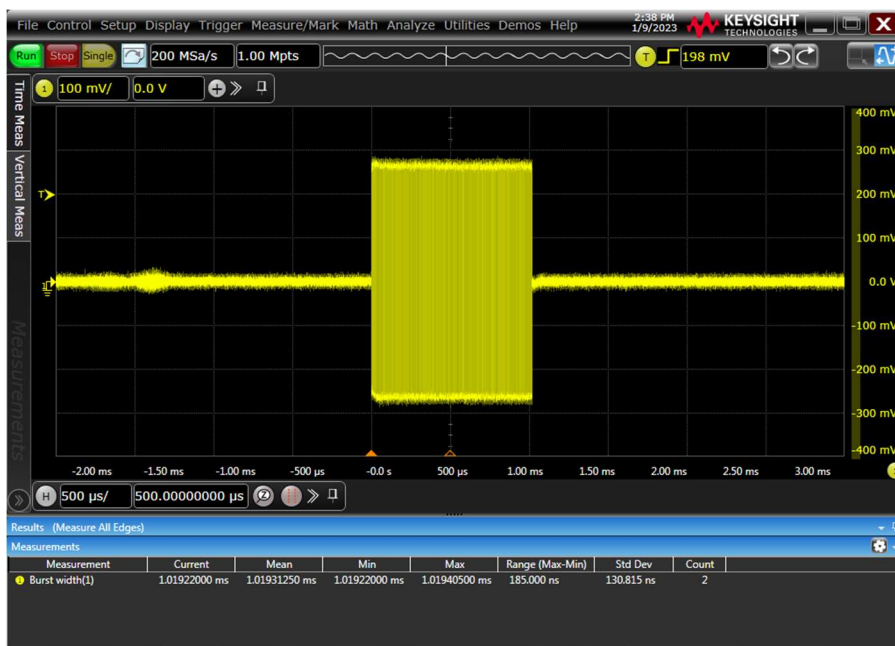 File Control Setup Display Trigger Measure/Mark Math Analyze Utilities Demos Help
2:38 PM
1/9/2023
KEYSIGHT
TECHNOLOGIES
Run Stop Single 200 MSa/s 1.00 Mpts T 198 mV
Time Meas
Vertical Meas
Measurements
1 100 mV/ 0.0 V
400 mV
300 mV
T 200 mV
100 mV
0.0 V
-100 mV
-200 mV
-300 mV
-400 mV
-2.00 ms -1.50 ms -1.00 ms -500 µs -0.0 s 500 µs 1.00 ms 1.50 ms 2.00 ms 2.50 ms 3.00 ms
H 500 µs/ 500.00000000 µs
Results (Measure All Edges)
Measurements
Measurement Current Mean Min Max Range (Max-Min) Std Dev Count
1 Burst width(1) 1.01922000 ms 1.01931250 ms 1.01922000 ms 1.01940500 ms 185.000 ns 130.815 ns 2